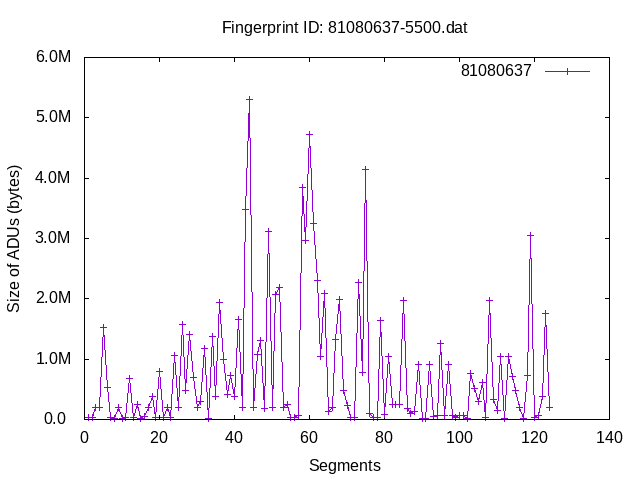 Fingerprint ID: 81080637-5500.dat
81080637
6.0M
5.0M
4.0M
3.0M
2.0M
1.0M
0.0
Size of ADUs (bytes)
0 20 40 60 80 100 120 140
Segments